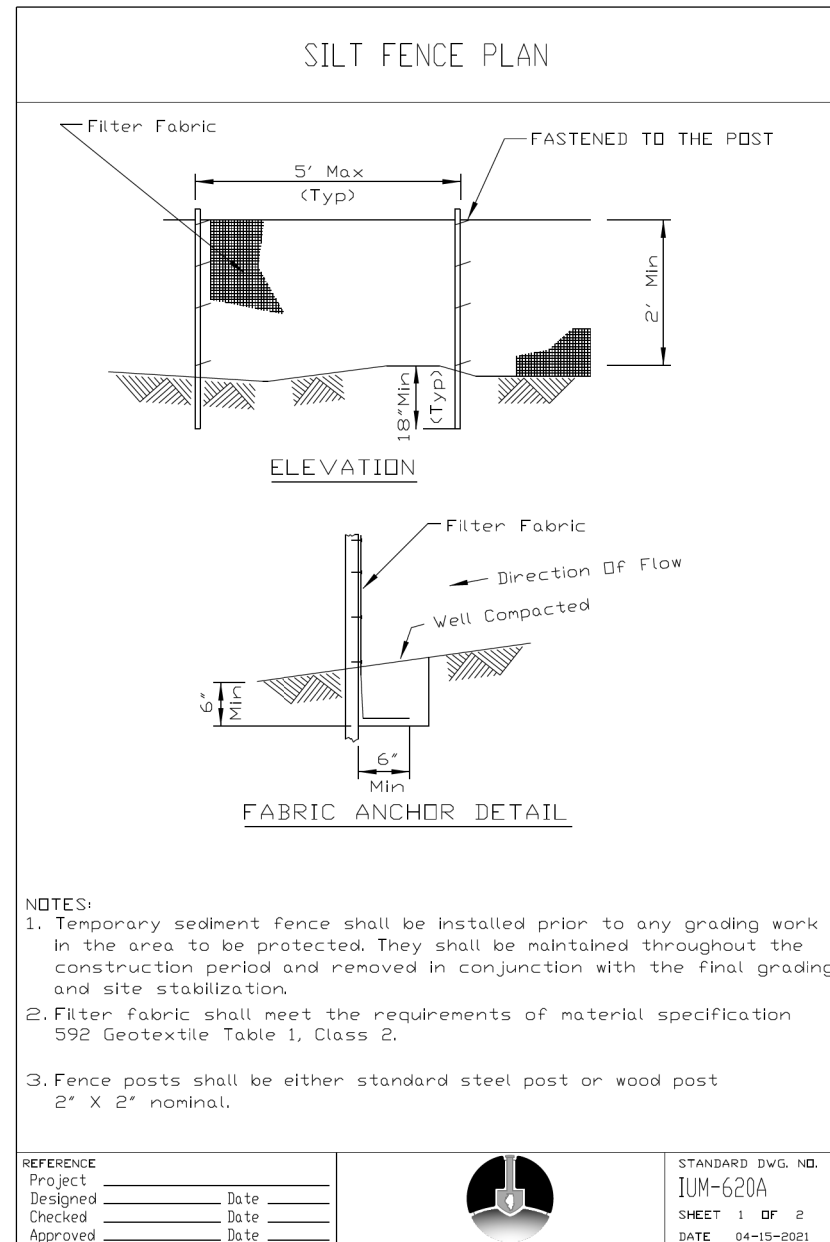 SILT FENCE PLAN
Filter Fabric
FASTENED TO THE POST
5' Max
(Typ)
2' Min
18" Min
(Typ)
ELEVATION
Filter Fabric
Direction Of Flow
Well Compacted
6"
Min
6"
Min
FABRIC ANCHOR DETAIL
NOTES:
1. Temporary sediment fence shall be installed prior to any grading work
in the area to be protected. They shall be maintained throughout the
construction period and removed in conjunction with the final grading
and site stabilization.
2. Filter fabric shall meet the requirements of material specification
592 Geotextile Table 1, Class 2.
3. Fence posts shall be either standard steel post or wood post
2" X 2" nominal.
REFERENCE
Project
Designed Date
Checked Date
Approved Date
STANDARD DWG. NO.
IUM-620A
SHEET 1 OF 2
DATE 04-15-2021